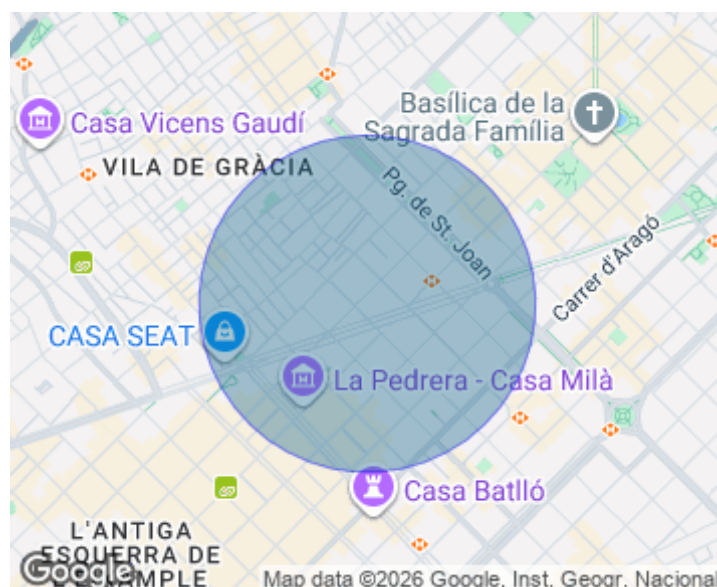 Basílica de la
Sagrada Família
Casa Vicens Gaudí
VILA DE GRÀCIA
Pg. de St. Joan
Carrer d'Aragó
CASA SEAT
La Pedrera - Casa Milà
Casa Batlló
L'ANTIGA
ESQUERRA DE
Google
Map data ©2026 Google, Inst. Geogr. Nacional